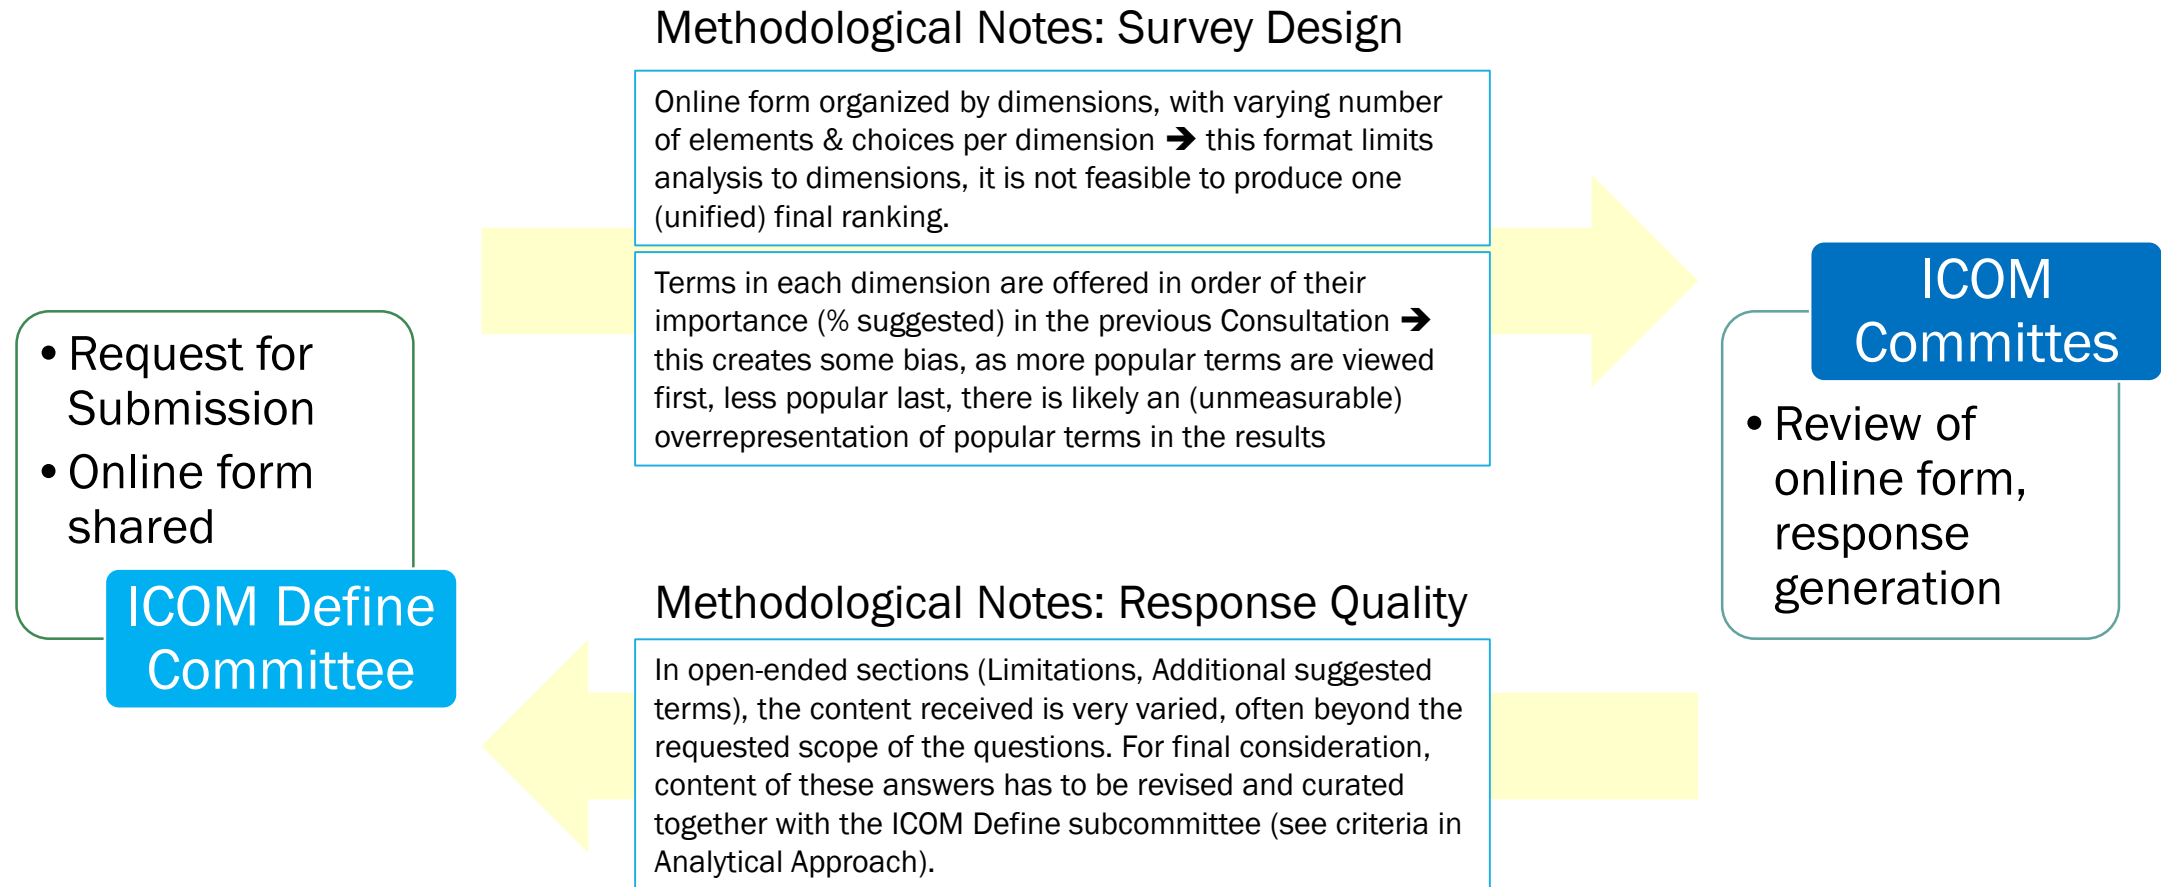 Methodological Notes: Survey Design
Online form organized by dimensions, with varying number
of elements & choices per dimension ➔ this format limits
analysis to dimensions, it is not feasible to produce one
(unified) final ranking.
Terms in each dimension are offered in order of their
importance (% suggested) in the previous Consultation ➔
this creates some bias, as more popular terms are viewed
first, less popular last, there is likely an (unmeasurable)
overrepresentation of popular terms in the results
• Request for
Submission
• Online form
shared
ICOM Define
Committee
ICOM
Committes
• Review of
online form,
response
generation
Methodological Notes: Response Quality
In open-ended sections (Limitations, Additional suggested
terms), the content received is very varied, often beyond the
requested scope of the questions. For final consideration,
content of these answers has to be revised and curated
together with the ICOM Define subcommittee (see criteria in
Analytical Approach).